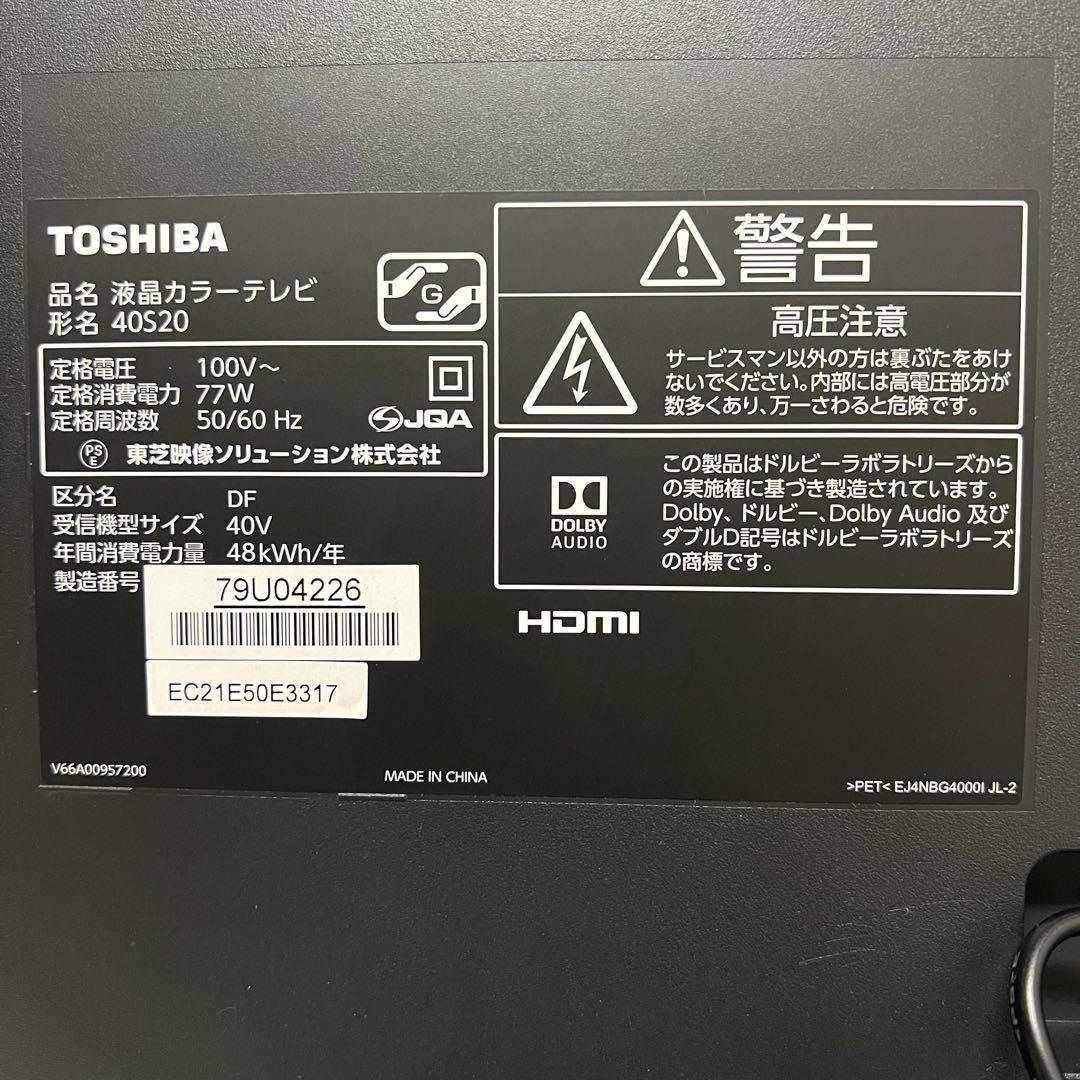 TOSHIBA
品名 液晶カラーテレビ
形名 40S20
G
定格電圧 100V～
定格消費電力 77W
定格周波数 50/60 Hz
JQA
PS
E
東芝映像ソリューション株式会社
区分名 DF
受信機型サイズ 40V
年間消費電力量 48kWh/年
製造番号
79U04226
EC21E50E3317
V66A00957200
MADE IN CHINA
警告
高圧注意
サービスマン以外の方は裏ぶたをあけ
ないでください。内部には高電圧部分が
数多くあり、万一さわると危険です。
DOLBY
AUDIO
この製品はドルビーラボラトリーズから
の実施権に基づき製造されています。
Dolby、ドルビー、Dolby Audio 及び
ダブルD記号はドルビーラボラトリーズ
の商標です。
HDMI
>PET< EJ4NBG4000I JL-2